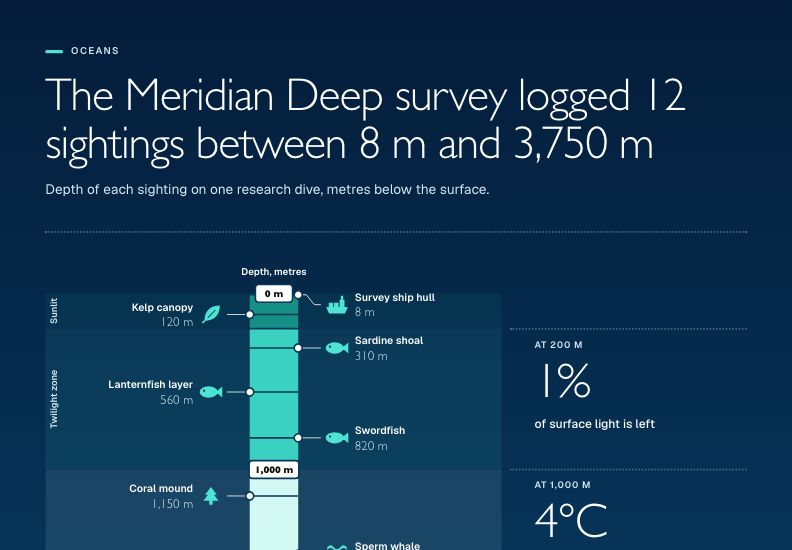 OCEANS
The Meridian Deep survey logged 12
sightings between 8 m and 3,750 m
Depth of each sighting on one research dive, metres below the surface.
Depth, metres
0 m
Sunlit
Survey ship hull
8 m
Kelp canopy
120 m
AT 200 M
1%
of surface light is left
Sardine shoal
310 m
Twilight zone
Lanternfish layer
560 m
Swordfish
820 m
1,000 m
AT 1,000 M
4°C
Coral mound
1,150 m
Sperm whale